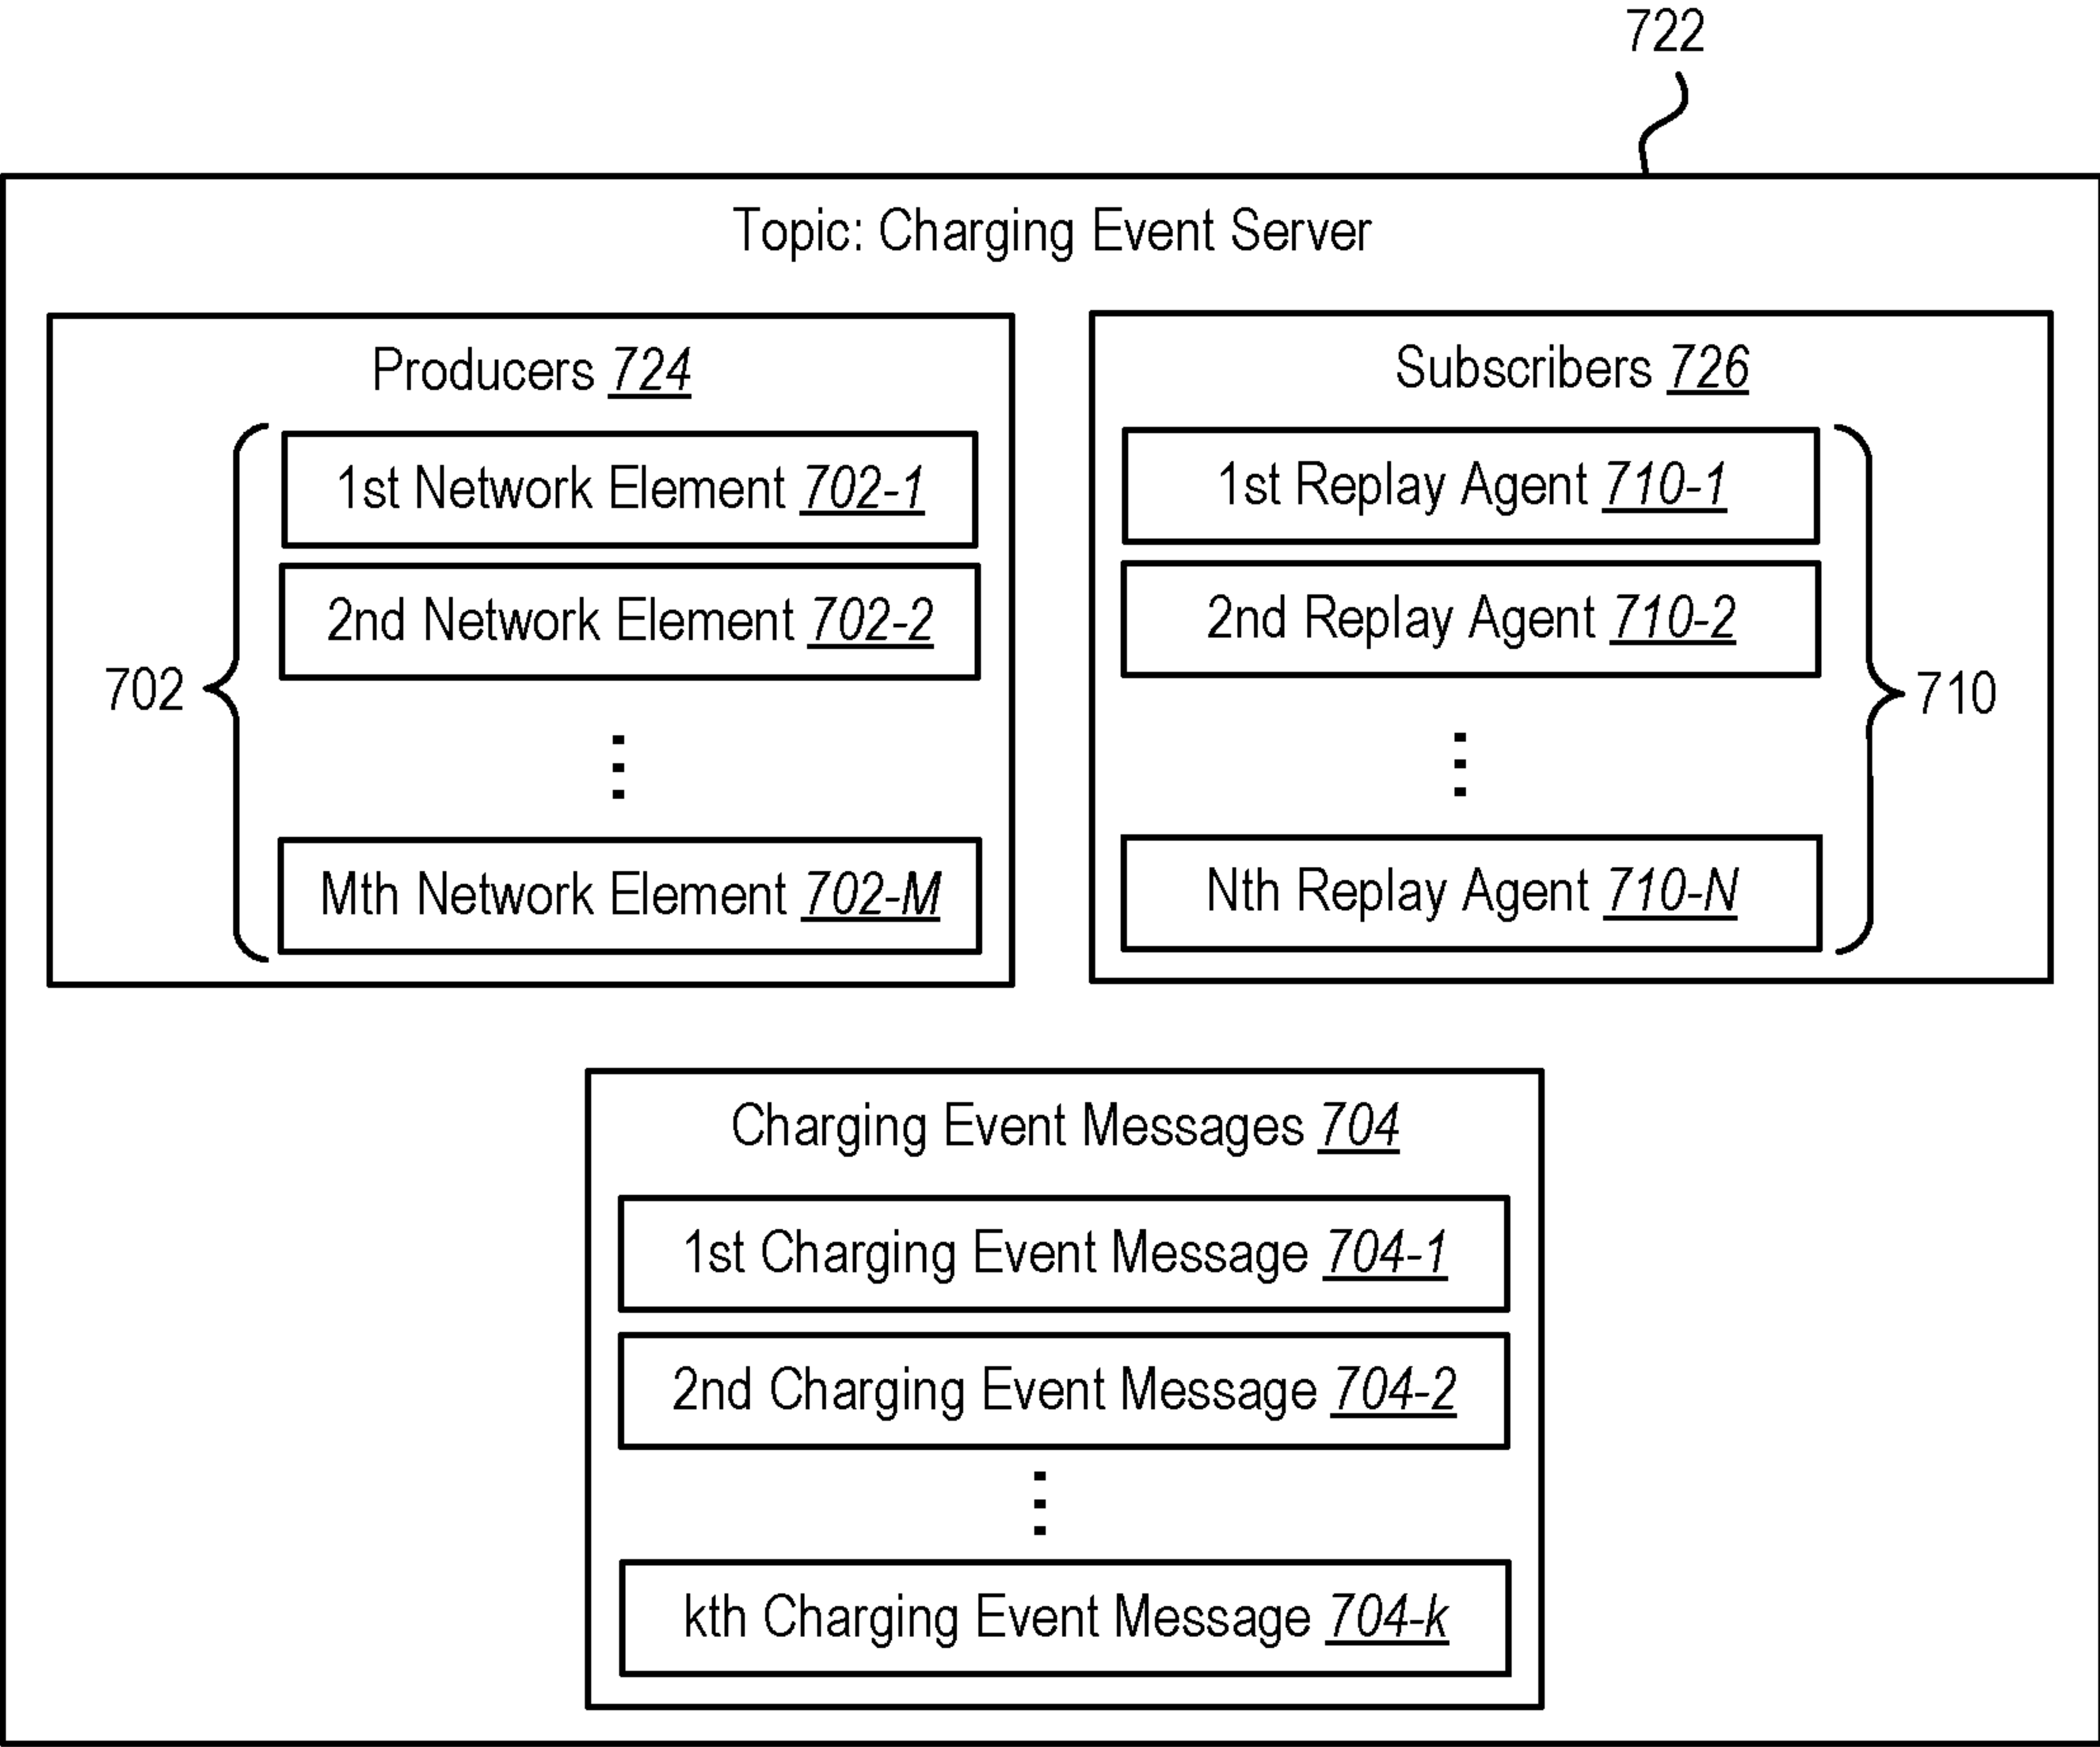 722
Topic: Charging Event Server
Producers 724
1st Network Element 702-1
2nd Network Element 702-2
702
Mth Network Element 702-M
Subscribers 726
1st Replay Agent 710-1
2nd Replay Agent 710-2
710
Nth Replay Agent 710-N
Charging Event Messages 704
1st Charging Event Message 704-1
2nd Charging Event Message 704-2
kth Charging Event Message 704-k